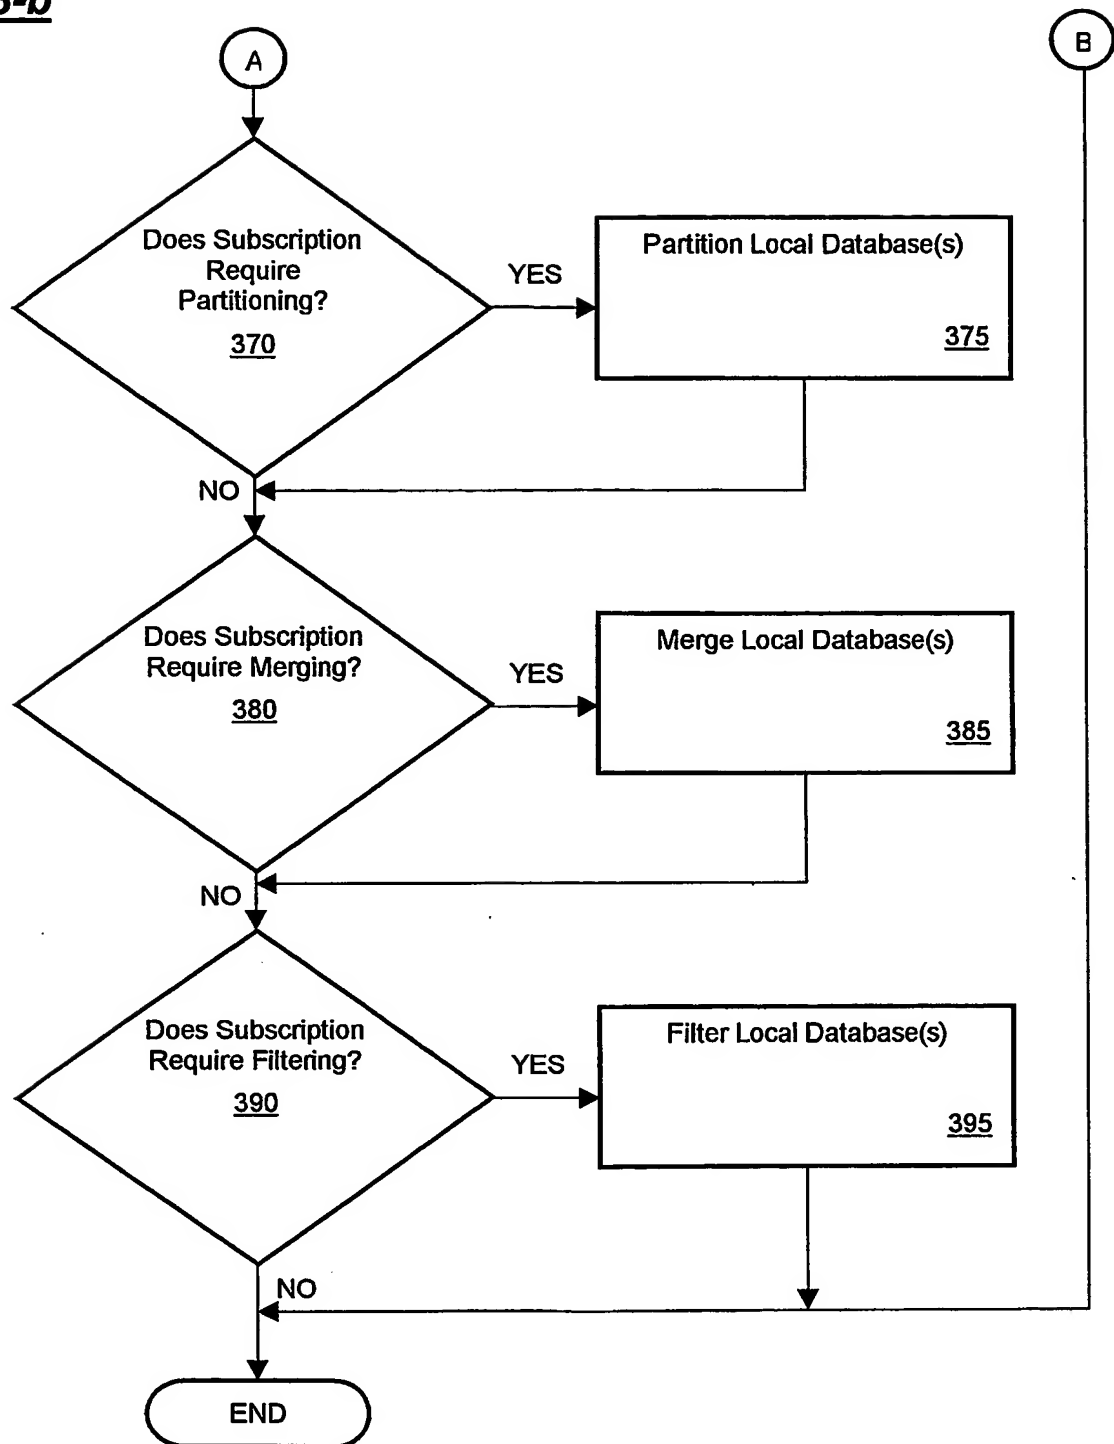 -b
A
B
Does Subscription
Require
Partitioning?
370
YES
Partition Local Database(s)
375
NO
Does Subscription
Require Merging?
380
YES
Merge Local Database(s)
385
NO
Does Subscription
Require Filtering?
390
YES
Filter Local Database(s)
395
NO
END